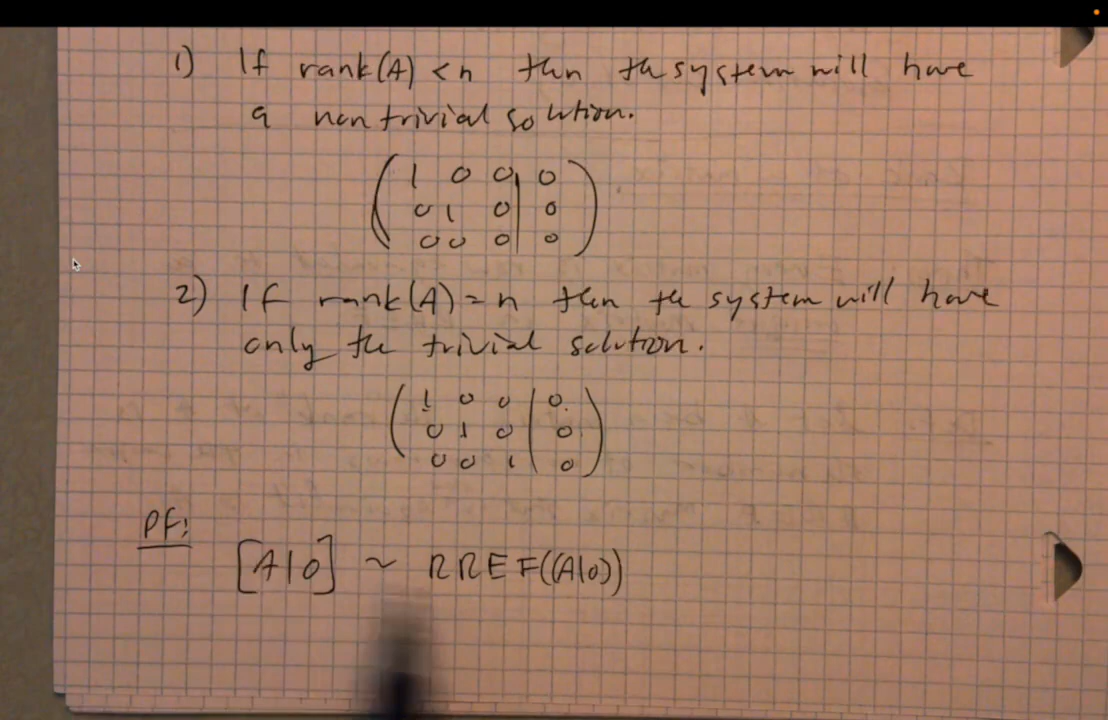 1) If rank(A) < n then the system will have
a nontrivial solution.
1 0 0 | 0
0 1 0 | 0
0 0 0 | 0
2) If rank(A) = n then the system will have
only the trivial solution.
1 0 0 | 0
0 1 0 | 0
0 0 1 | 0
PF:
[A|0] ~ RREF((A|0))